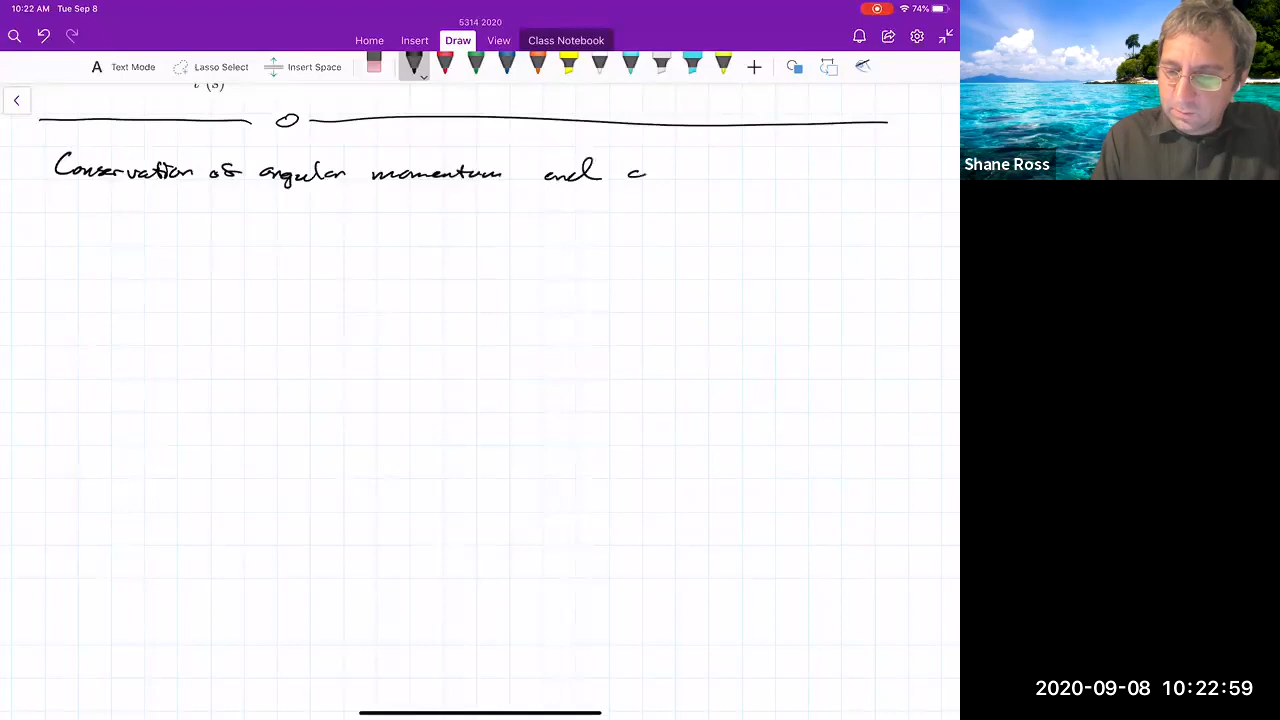 10:22 AM Tue Sep 8
74%
5314 2020
Home Insert Draw View Class Notebook
A Text Mode Lasso Select Insert Space
(s)
Conservation of angular momentum and a
Shane Ross
2020-09-08 10:22:59